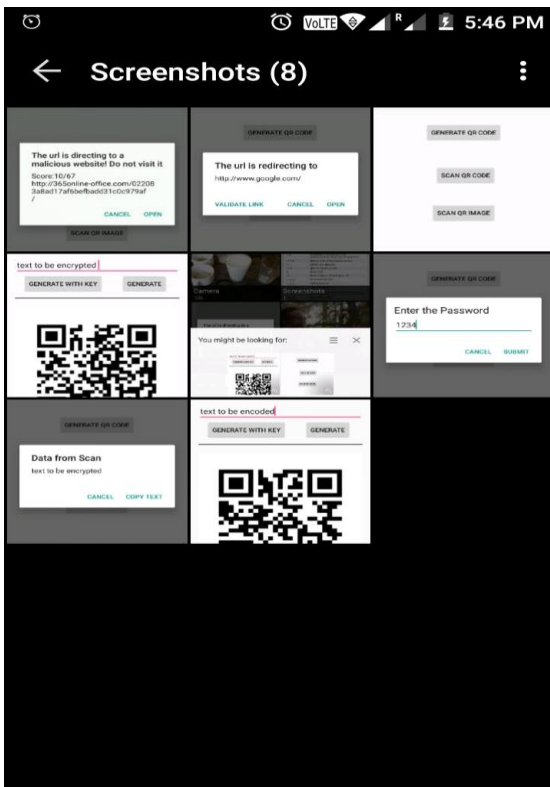 VoLTE R 5:46 PM
Screenshots (8)
The url is directing to a
malicious website! Do not visit it
Score:10/67
http://365online-office.com/02208
3a8ad17af6befbadd31c0c979af
/
CANCEL OPEN
SCAN QR IMAGE
GENERATE QR CODE
The url is redirecting to
http://www.google.com/
VALIDATE LINK CANCEL OPEN
GENERATE QR CODE
SCAN QR CODE
SCAN QR IMAGE
text to be encrypted
GENERATE WITH KEY GENERATE
Camera Screenshots
You might be looking for:
GENERATE QR CODE
Enter the Password
1234
CANCEL SUBMIT
GENERATE QR CODE
Data from Scan
text to be encrypted
CANCEL COPY TEXT
text to be encoded
GENERATE WITH KEY GENERATE